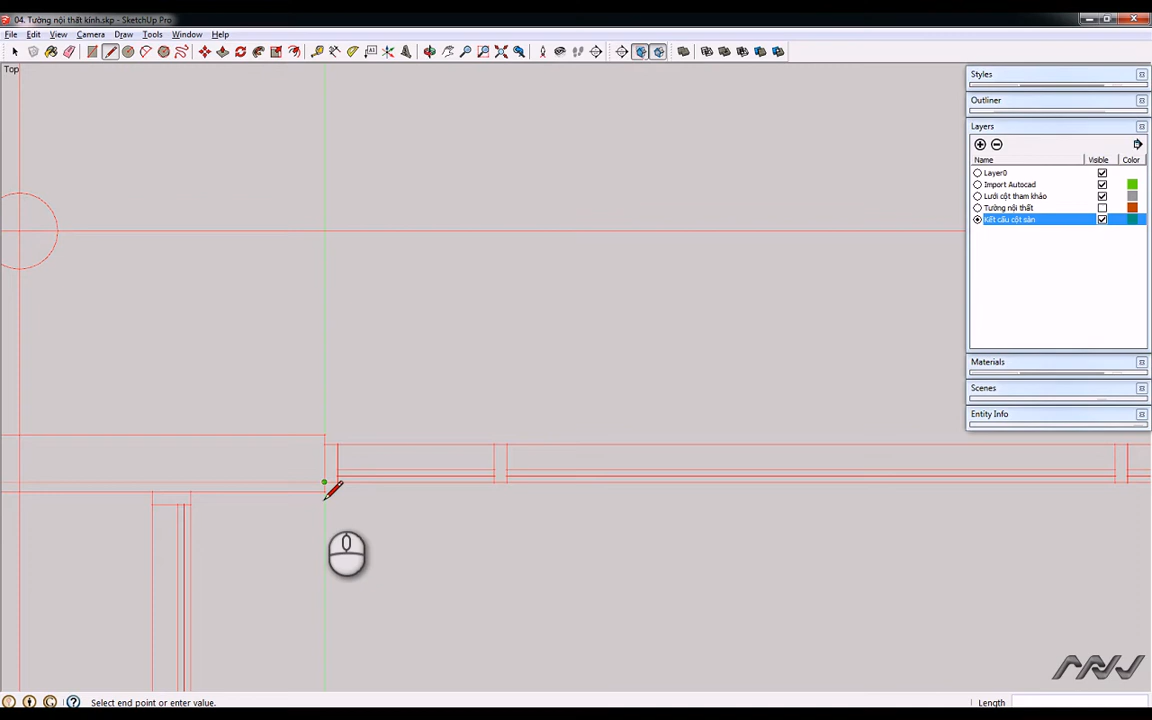 04. Tường nội thất kính.skp - SketchUp Pro
File Edit View Camera Draw Tools Window Help
Top
Styles
Outliner
Layers
Name Visible Color
Layer0
Import Autocad
Lưới cột tham khảo
Tường nội thất
Kết cấu cột sàn
Materials
Scenes
Entity Info
Select end point or enter value.
Length